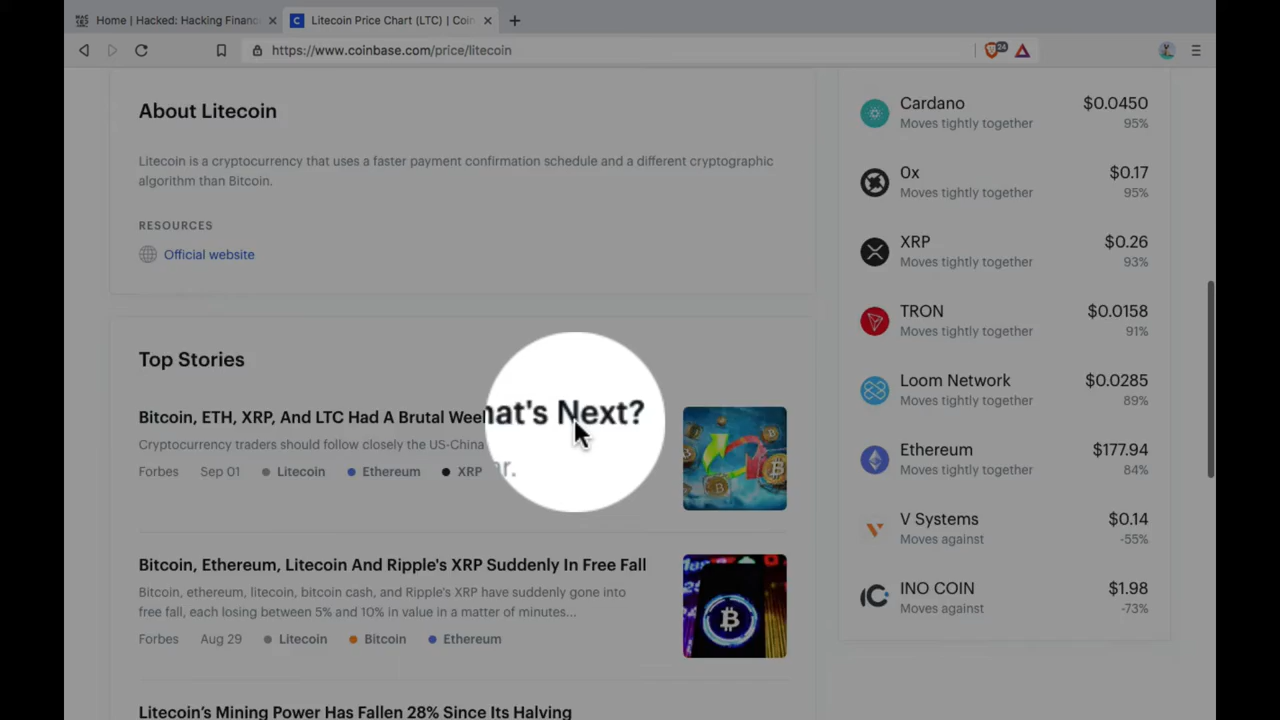 Home | Hacked: Hacking Financ
Litecoin Price Chart (LTC) | Coin
https://www.coinbase.com/price/litecoin
24
About Litecoin
Litecoin is a cryptocurrency that uses a faster payment confirmation schedule and a different cryptographic
algorithm than Bitcoin.
RESOURCES
Official website
Top Stories
Bitcoin, ETH, XRP, And LTC Had A Brutal Week
hat's Next?
Cryptocurrency traders should follow closely the US-China
ar.
Forbes Sep 01 Litecoin Ethereum XRP
Bitcoin, Ethereum, Litecoin And Ripple's XRP Suddenly In Free Fall
Bitcoin, ethereum, litecoin, bitcoin cash, and Ripple's XRP have suddenly gone into
free fall, each losing between 5% and 10% in value in a matter of minutes...
Forbes Aug 29 Litecoin Bitcoin Ethereum
Litecoin's Mining Power Has Fallen 28% Since Its Halving
Cardano $0.0450
Moves tightly together 95%
0x $0.17
Moves tightly together 95%
XRP $0.26
Moves tightly together 93%
TRON $0.0158
Moves tightly together 91%
Loom Network $0.0285
Moves tightly together 89%
Ethereum $177.94
Moves tightly together 84%
V Systems $0.14
Moves against -55%
INO COIN $1.98
Moves against -73%